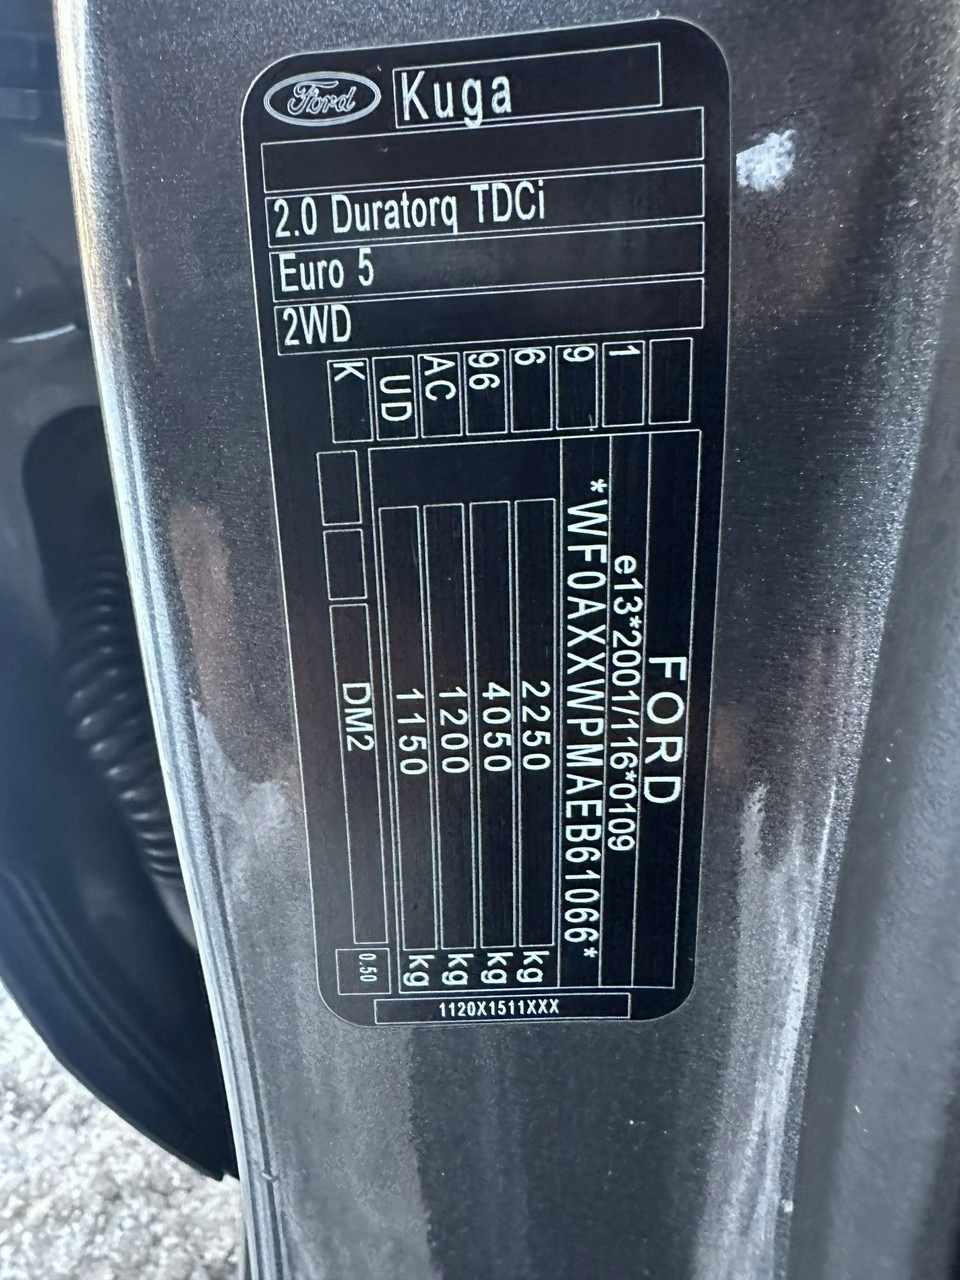 Ford
Kuga
2.0 Duratorq TDCi
Euro 5
2WD
1
9
6
96
AC
UD
K
FORD
e13*2001/116*0109
*WF0AXXWPMAEB61066*
2250 kg
4050 kg
1200 kg
1150 kg
DM2
0.50
1120X1511XXX